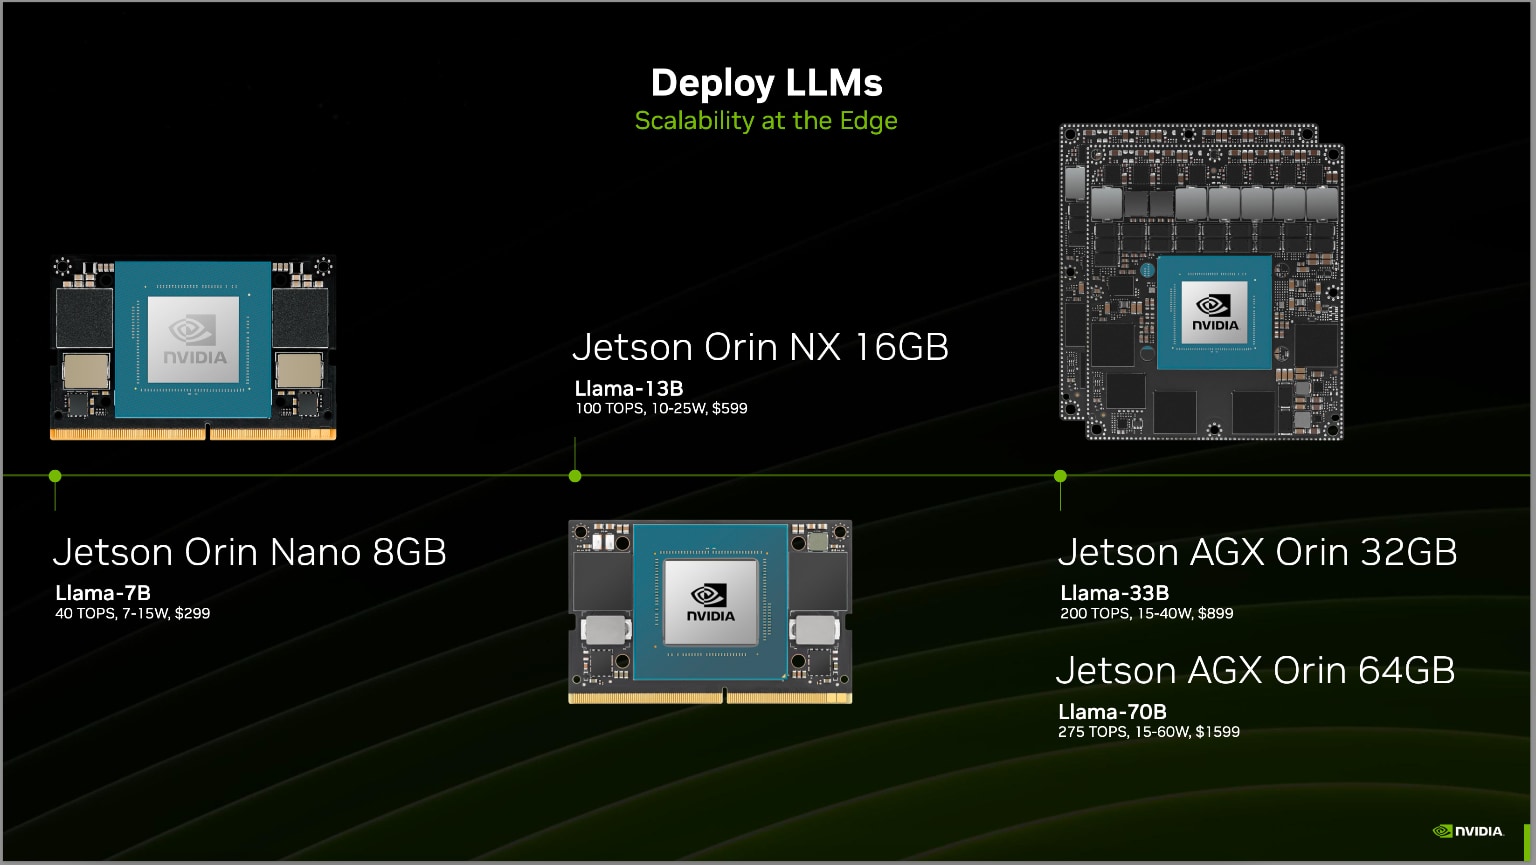 Deploy LLMs
Scalability at the Edge
NVIDIA
Jetson Orin Nano 8GB
Llama-7B
40 TOPS, 7-15W, $299
Jetson Orin NX 16GB
Llama-13B
100 TOPS, 10-25W, $599
NVIDIA
NVIDIA
Jetson AGX Orin 32GB
Llama-33B
200 TOPS, 15-40W, $899
Jetson AGX Orin 64GB
Llama-70B
275 TOPS, 15-60W, $1599
NVIDIA